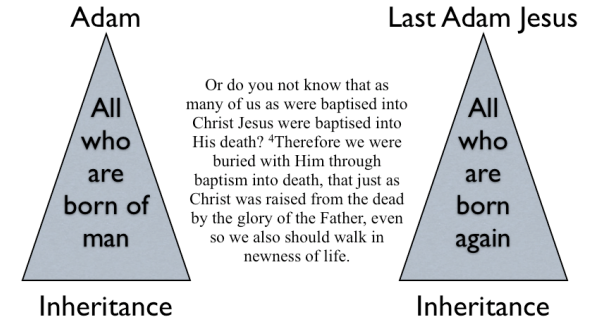 Adam
All
who
are
born of
man
Inheritance
Or do you not know that as
many of us as were baptised into
Christ Jesus were baptised into
His death? ⁴Therefore we were
buried with Him through
baptism into death, that just as
Christ was raised from the dead
by the glory of the Father, even
so we also should walk in
newness of life.
Last Adam Jesus
All
who
are
born
again
Inheritance